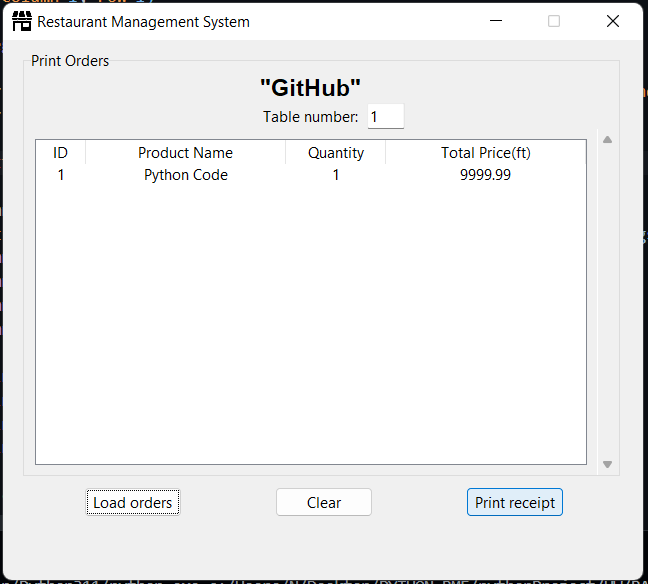 Restaurant Management System
Print Orders
"GitHub"
Table number: 1
ID Product Name Quantity Total Price(ft)
1 Python Code 1 9999.99
Load orders Clear Print receipt